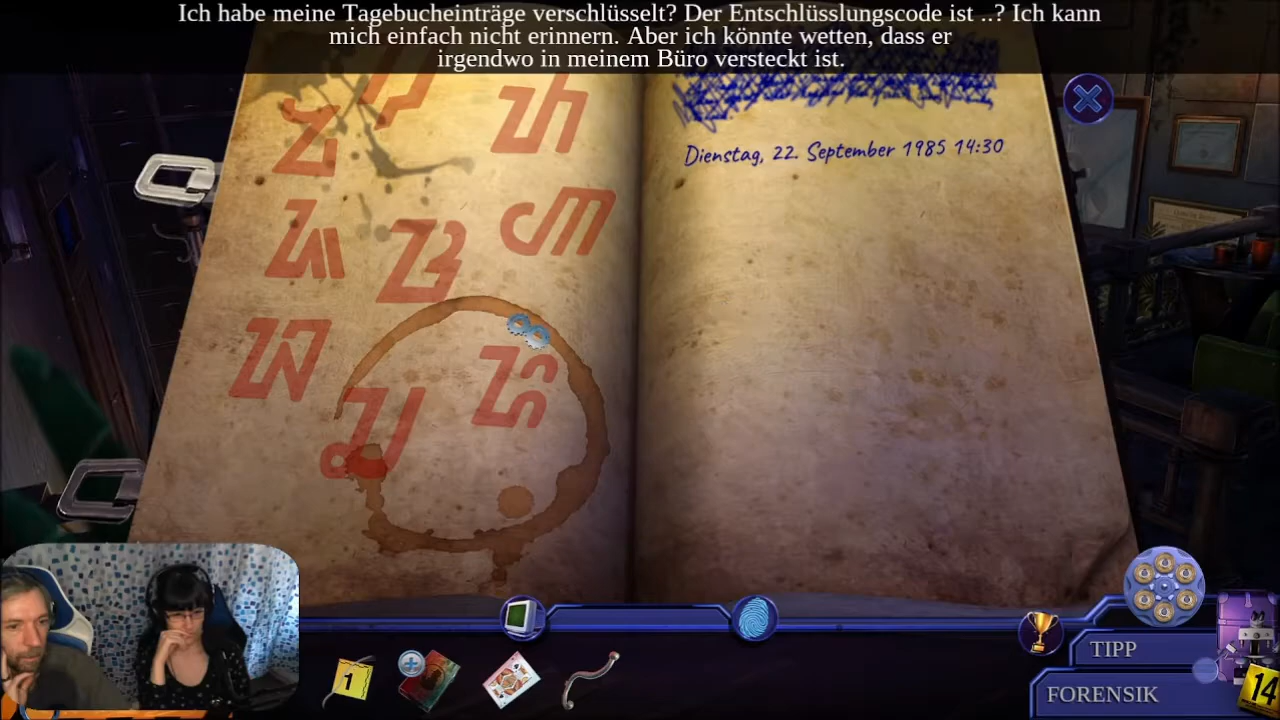 Ich habe meine Tagebucheinträge verschlüsselt? Der Entschlüsslungscode ist ..? Ich kann
mich einfach nicht erinnern. Aber ich könnte wetten, dass er
irgendwo in meinem Büro versteckt ist.
Dienstag, 22. September 1985 14:30
1
TIPP
FORENSIK
14